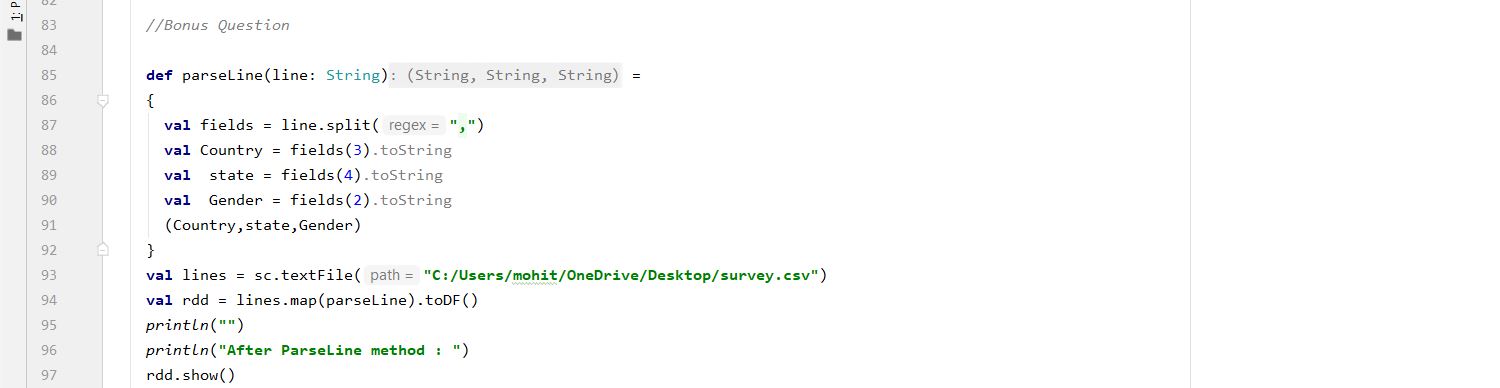 1: P
82
83 //Bonus Question
84
85 def parseLine(line: String): (String, String, String) =
86 {
87 val fields = line.split( regex = ",")
88 val Country = fields(3).toString
89 val  state = fields(4).toString
90 val  Gender = fields(2).toString
91 (Country,state,Gender)
92 }
93 val lines = sc.textFile( path = "C:/Users/mohit/OneDrive/Desktop/survey.csv")
94 val rdd = lines.map(parseLine).toDF()
95 println("")
96 println("After ParseLine method : ")
97 rdd.show()